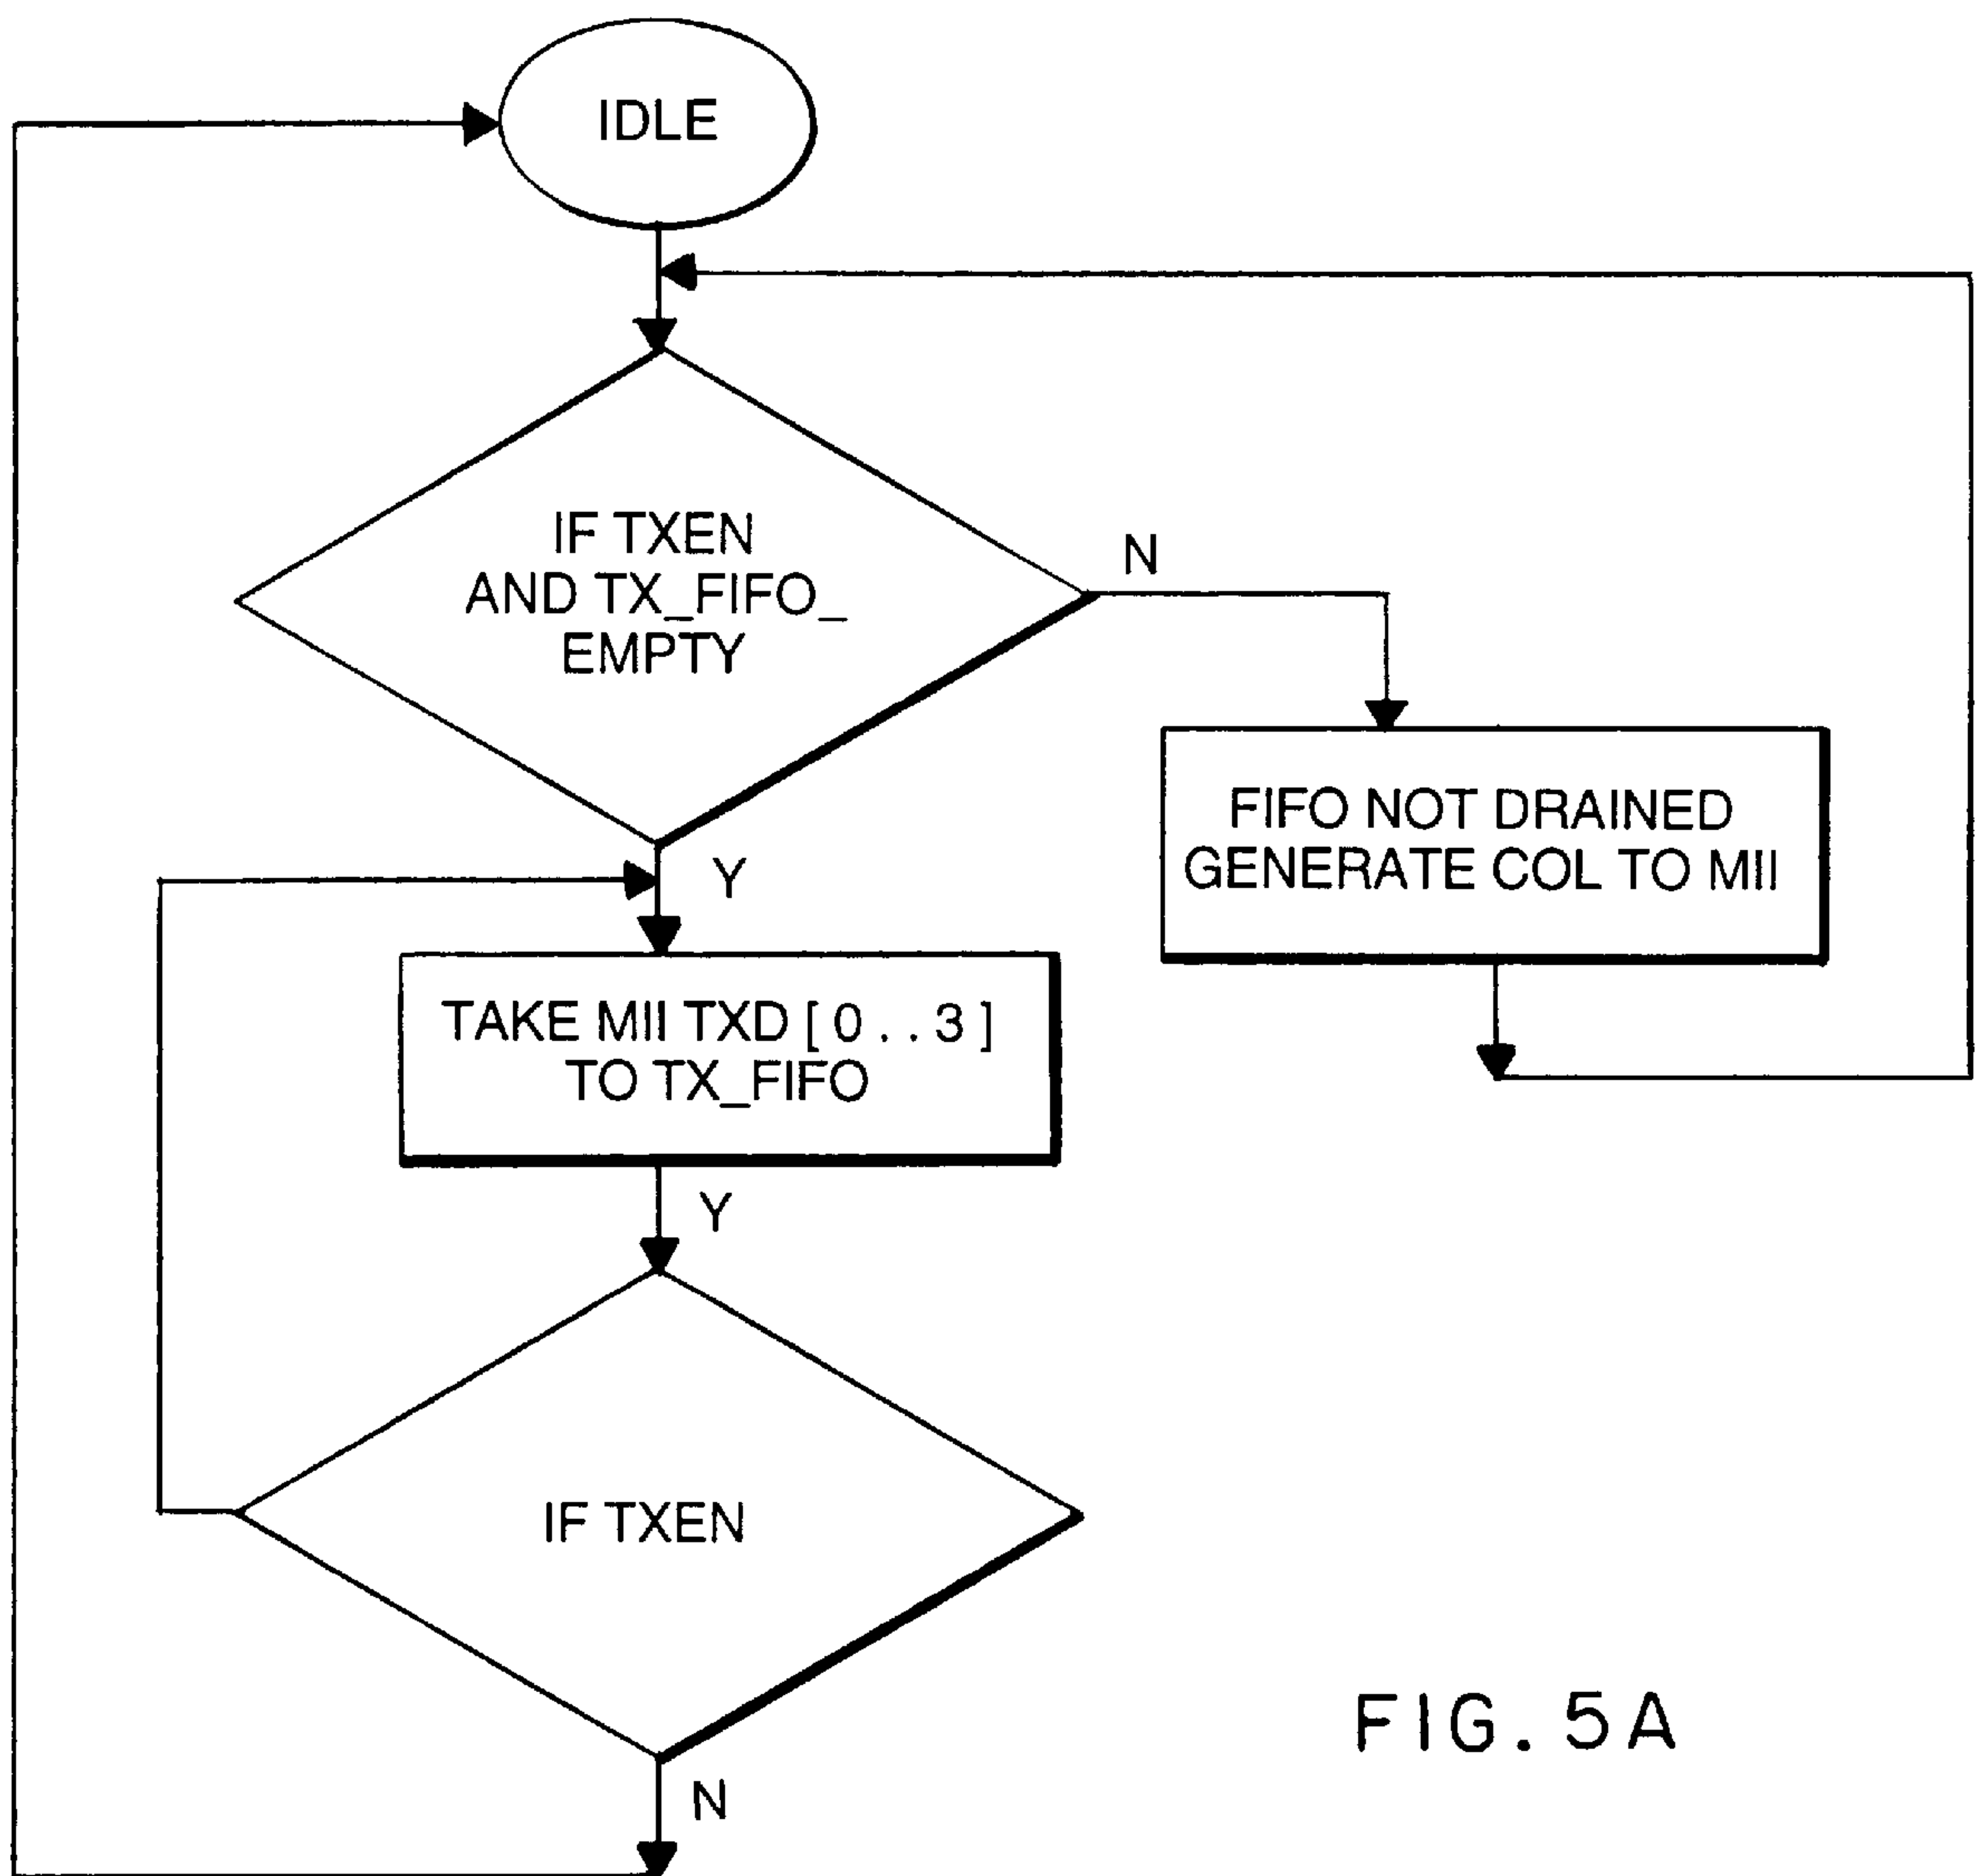 IDLE
IF TXEN
AND TX_FIFO_
EMPTY
N
FIFO NOT DRAINED
GENERATE COL TO MII
Y
TAKE MII TXD [ 0 . . 3 ]
TO TX_FIFO
Y
IF TXEN
N
FIG. 5A